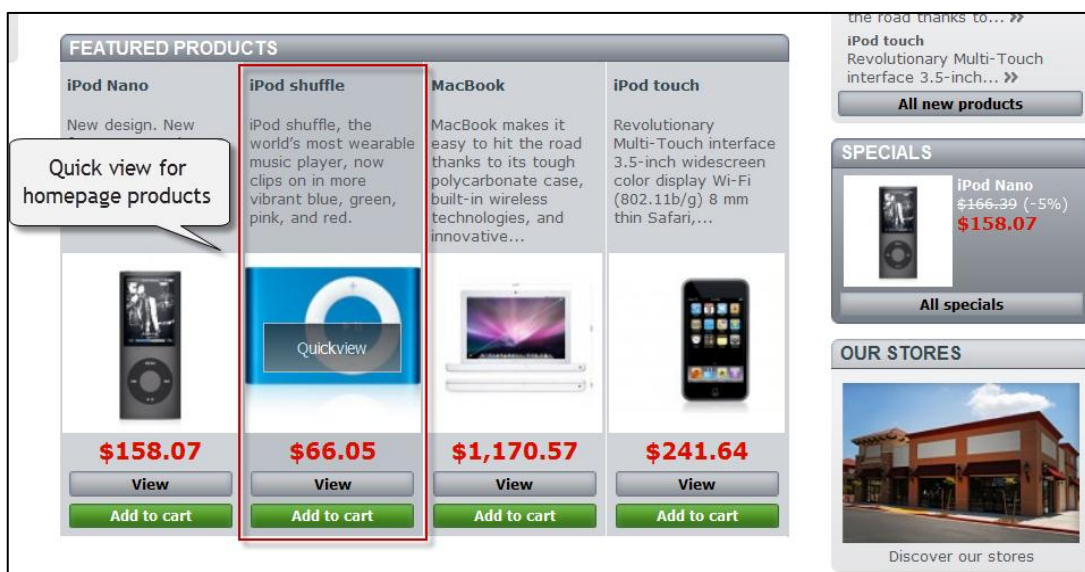 FEATURED PRODUCTS
iPod Nano
New design. New
iPod shuffle
iPod shuffle, the
world's most wearable
music player, now
clips on in more
vibrant blue, green,
pink, and red.
MacBook
MacBook makes it
easy to hit the road
thanks to its tough
polycarbonate case,
built-in wireless
technologies, and
innovative...
iPod touch
Revolutionary
Multi-Touch interface
3.5-inch widescreen
color display Wi-Fi
(802.11b/g) 8 mm
thin Safari,...
Quick view for
homepage products
Quickview
$158.07
View
Add to cart
$66.05
View
Add to cart
$1,170.57
View
Add to cart
$241.64
View
Add to cart
the road thanks to... »
iPod touch
Revolutionary Multi-Touch
interface 3.5-inch... »
All new products
SPECIALS
iPod Nano
$166.39 (-5%)
$158.07
All specials
OUR STORES
Discover our stores